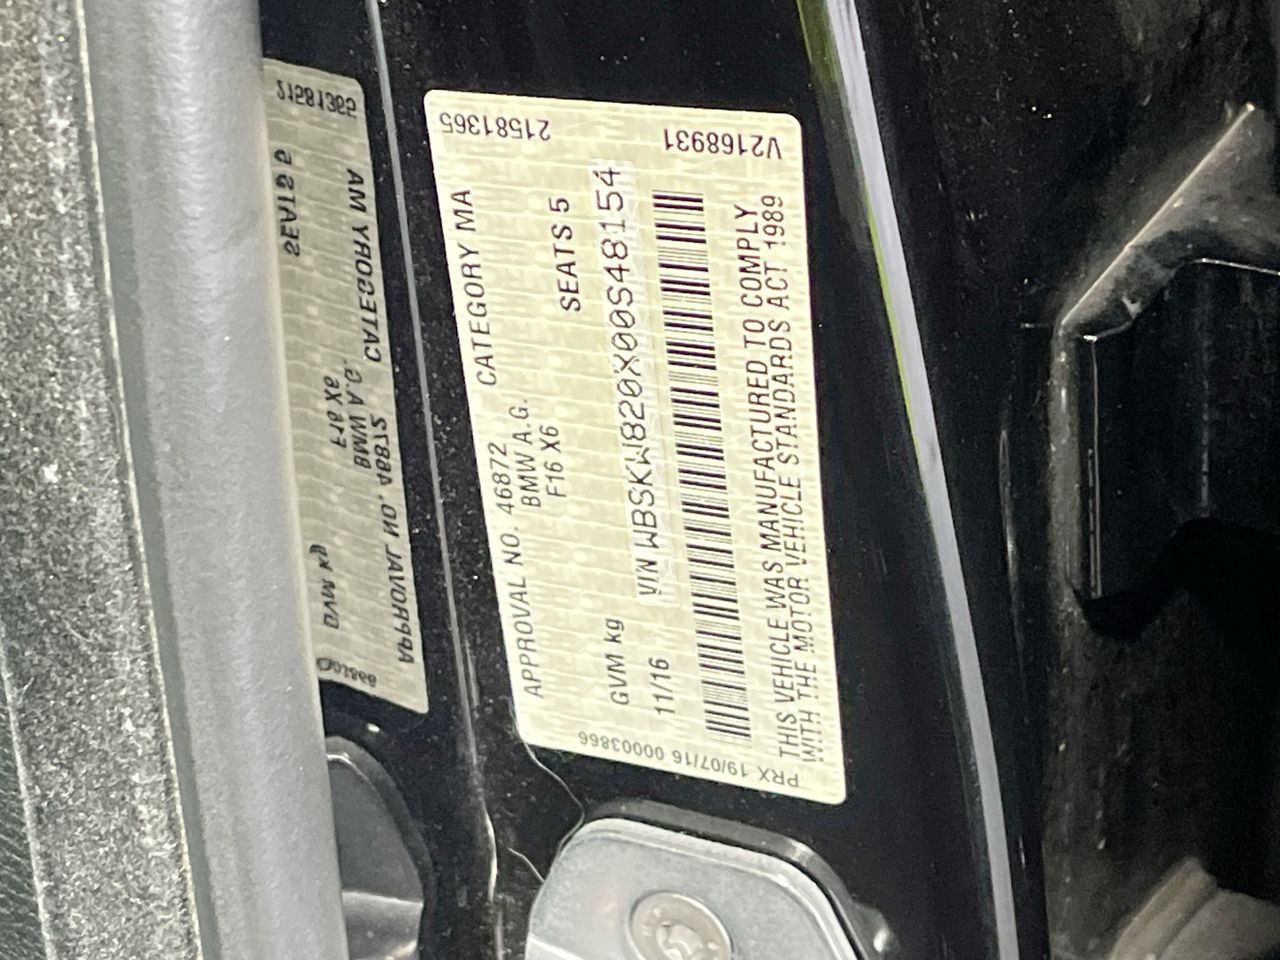 21581365 V2168931
APPROVAL NO. 46872 CATEGORY MA
BMW A.G.
F16 X6 SEATS 5
GVM kg VIN WBSKW820X00S48154
11/16
THIS VEHICLE WAS MANUFACTURED TO COMPLY
WITH THE MOTOR VEHICLE STANDARDS ACT 1989
PRX 19/07/16 00003866